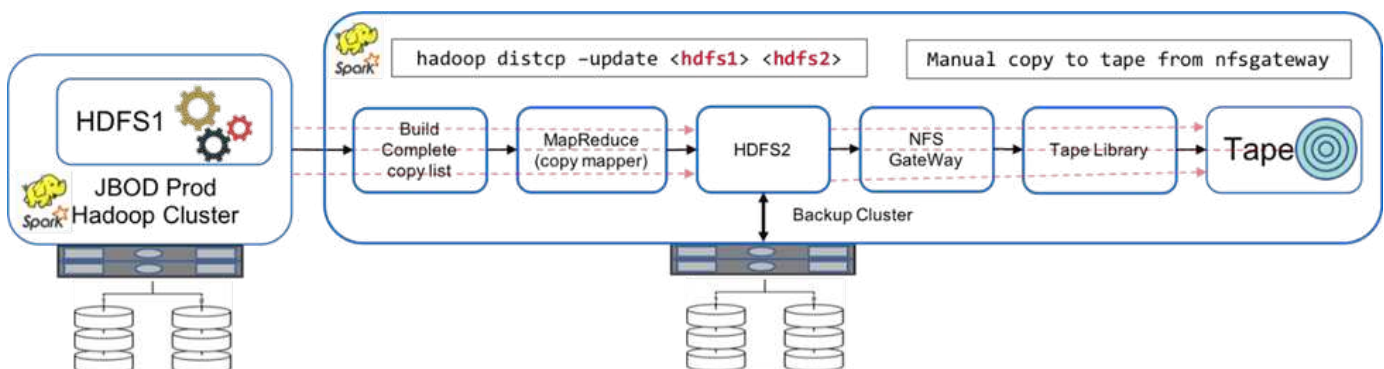 Spark
hadoop distcp –update <hdfs1> <hdfs2>
Manual copy to tape from nfsgateway
HDFS1
Spark
JBOD Prod
Hadoop Cluster
Build
Complete
copy list
MapReduce
(copy mapper)
HDFS2
NFS
GateWay
Tape Library
Tape
Backup Cluster